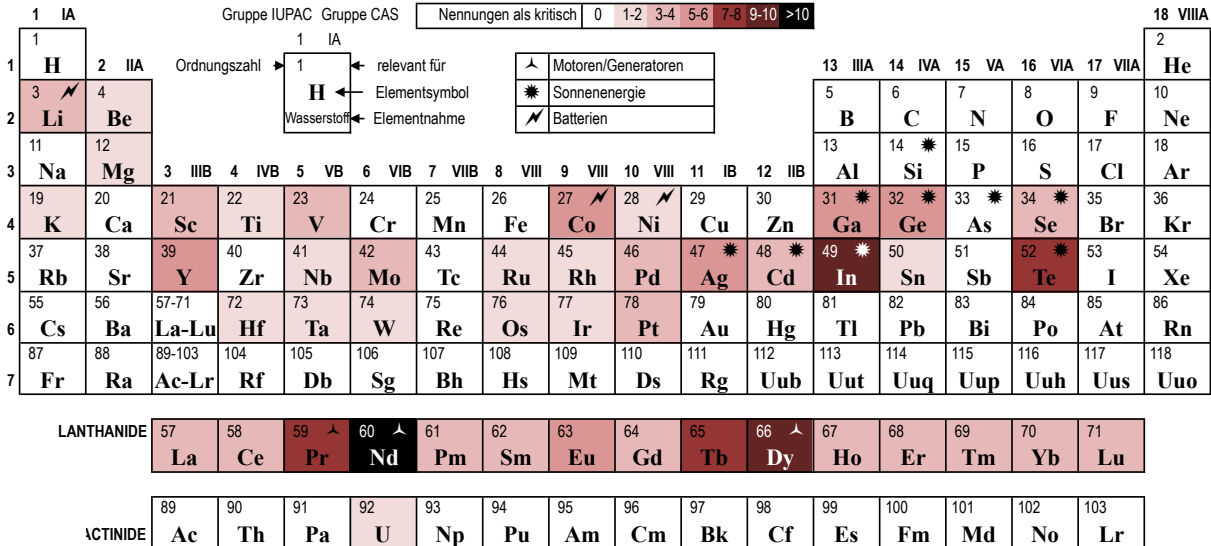 1 IA Gruppe IUPAC Gruppe CAS Nennungen als kritisch 0 1-2 3-4 5-6 7-8 9-10 >10 18 VIIIA
1 1 IA 2
1 H 2 IIA Ordnungszahl 1 relevant für Motoren/Generatoren 13 IIIA 14 IVA 15 VA 16 VIA 17 VIIA He
3 4 H Elementsymbol Sonnenenergie 5 6 7 8 9 10
2 Li Be Wasserstoff Elementnahme Batterien B C N O F Ne
11 12 13 14 15 16 17 18
3 Na Mg 3 IIIB 4 IVB 5 VB 6 VIB 7 VIIB 8 VIII 9 VIII 10 VIII 11 IB 12 IIB Al Si P S Cl Ar
19 20 21 22 23 24 25 26 27 28 29 30 31 32 33 34 35 36
4 K Ca Sc Ti V Cr Mn Fe Co Ni Cu Zn Ga Ge As Se Br Kr
37 38 39 40 41 42 43 44 45 46 47 48 49 50 51 52 53 54
5 Rb Sr Y Zr Nb Mo Tc Ru Rh Pd Ag Cd In Sn Sb Te I Xe
55 56 57-71 72 73 74 75 76 77 78 79 80 81 82 83 84 85 86
6 Cs Ba La-Lu Hf Ta W Re Os Ir Pt Au Hg Tl Pb Bi Po At Rn
87 88 89-103 104 105 106 107 108 109 110 111 112 113 114 115 116 117 118
7 Fr Ra Ac-Lr Rf Db Sg Bh Hs Mt Ds Rg Uub Uut Uuq Uup Uuh Uus Uuo
LANTHANIDE 57 58 59 60 61 62 63 64 65 66 67 68 69 70 71
La Ce Pr Nd Pm Sm Eu Gd Tb Dy Ho Er Tm Yb Lu
89 90 91 92 93 94 95 96 97 98 99 100 101 102 103
ACTINIDE Ac Th Pa U Np Pu Am Cm Bk Cf Es Fm Md No Lr